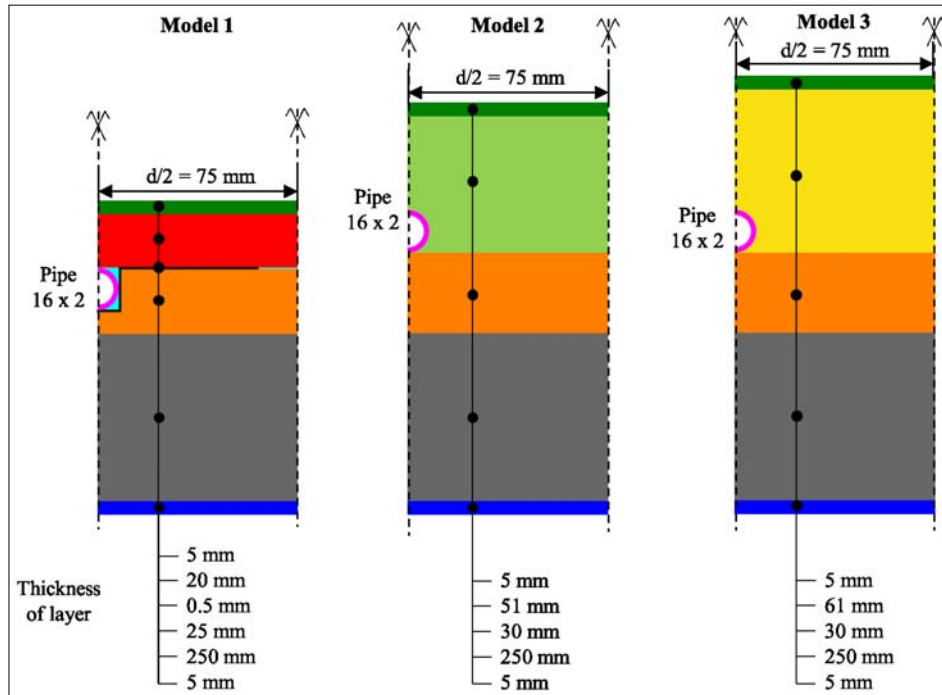 Model 1
Model 2
Model 3
d/2 = 75 mm
d/2 = 75 mm
d/2 = 75 mm
Pipe
16 x 2
Pipe
16 x 2
Pipe
16 x 2
Thickness
of layer
5 mm
20 mm
0.5 mm
25 mm
250 mm
5 mm
5 mm
51 mm
30 mm
250 mm
5 mm
5 mm
61 mm
30 mm
250 mm
5 mm